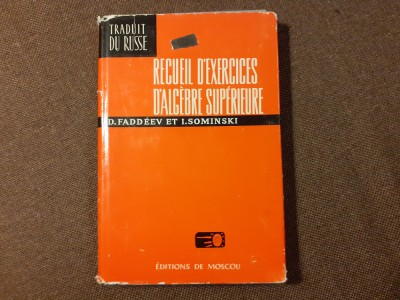 TRADUIT
DU RUSSE
RECUEIL D'EXERCICES
D'ALGÈBRE SUPÉRIEURE
D. FADDÉEV ET I. SOMINSKI
ÉDITIONS DE MOSCOU